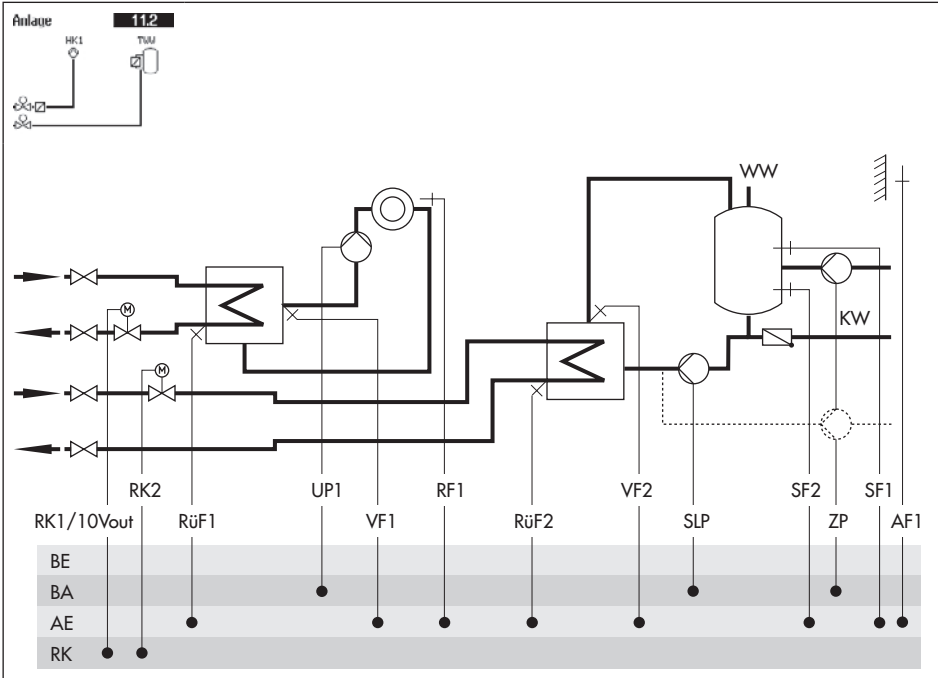 Anlage 11.2
HK1 TWW
WW
M
KW
M
RK2 UP1 RF1 VF2 SF2 SF1
RK1/10Vout RüF1 VF1 RüF2 SLP ZP AF1
BE
BA
AE
RK